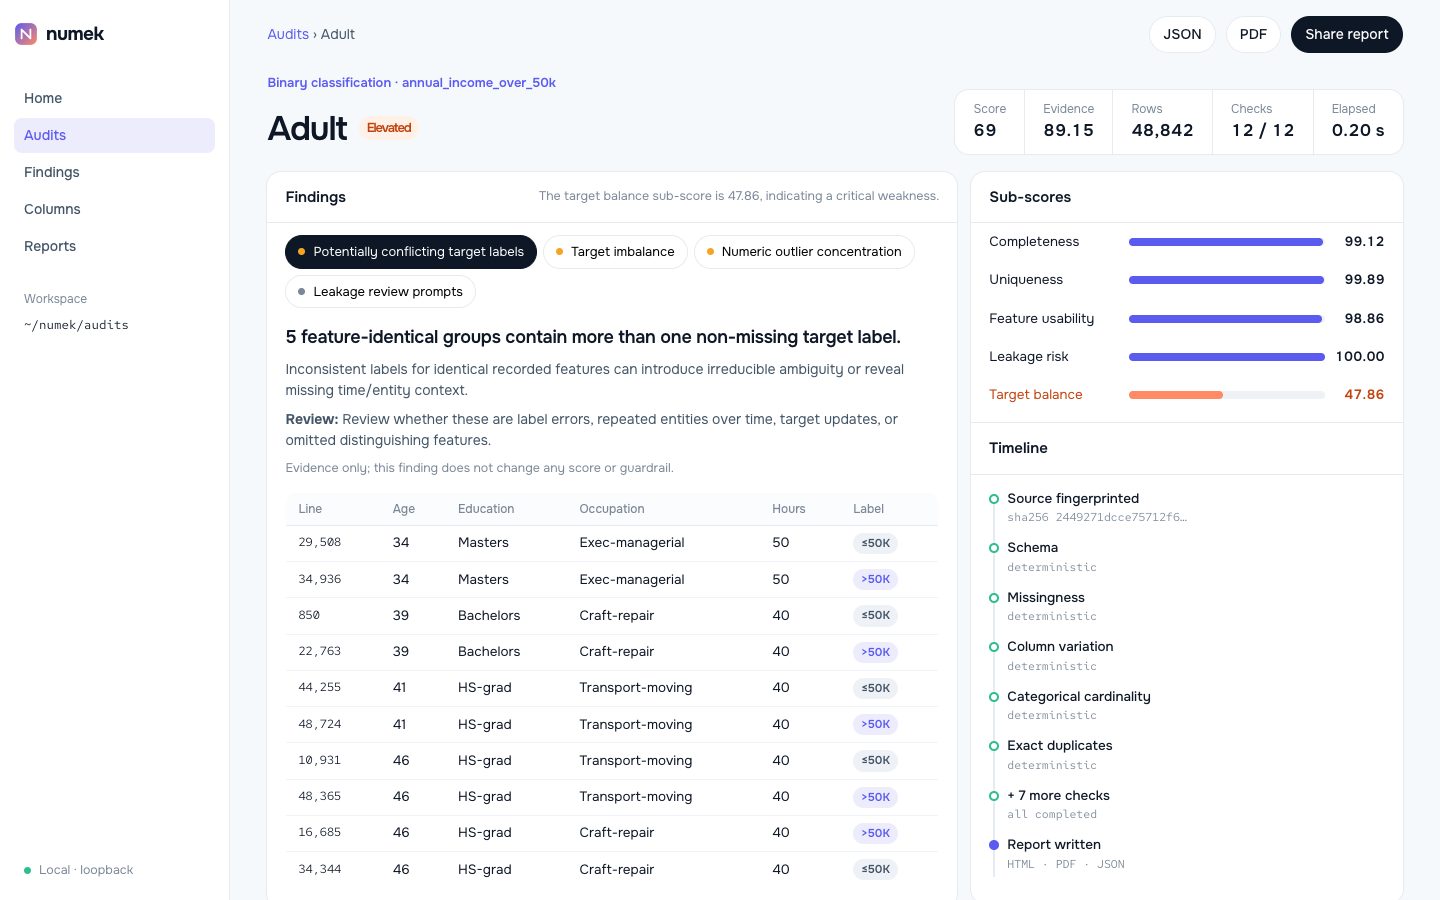 numek
Home
Audits
Findings
Columns
Reports
Workspace
~/numek/audits
Local · loopback
Audits › Adult
JSON
PDF
Share report
Binary classification · annual_income_over_50k
Adult
Elevated
Score
69
Evidence
89.15
Rows
48,842
Checks
12 / 12
Elapsed
0.20 s
Findings
The target balance sub-score is 47.86, indicating a critical weakness.
Potentially conflicting target labels
Target imbalance
Numeric outlier concentration
Leakage review prompts
5 feature-identical groups contain more than one non-missing target label.
Inconsistent labels for identical recorded features can introduce irreducible ambiguity or reveal
missing time/entity context.
Review: Review whether these are label errors, repeated entities over time, target updates, or
omitted distinguishing features.
Evidence only; this finding does not change any score or guardrail.
Line Age Education Occupation Hours Label
29,508 34 Masters Exec-managerial 50 ≤50K
34,936 34 Masters Exec-managerial 50 >50K
850 39 Bachelors Craft-repair 40 ≤50K
22,763 39 Bachelors Craft-repair 40 >50K
44,255 41 HS-grad Transport-moving 40 ≤50K
48,724 41 HS-grad Transport-moving 40 >50K
10,931 46 HS-grad Transport-moving 40 ≤50K
48,365 46 HS-grad Transport-moving 40 >50K
16,685 46 HS-grad Craft-repair 40 >50K
34,344 46 HS-grad Craft-repair 40 ≤50K
Sub-scores
Completeness 99.12
Uniqueness 99.89
Feature usability 98.86
Leakage risk 100.00
Target balance 47.86
Timeline
Source fingerprinted
sha256 2449271dcce75712f6…
Schema
deterministic
Missingness
deterministic
Column variation
deterministic
Categorical cardinality
deterministic
Exact duplicates
deterministic
+ 7 more checks
all completed
Report written
HTML · PDF · JSON